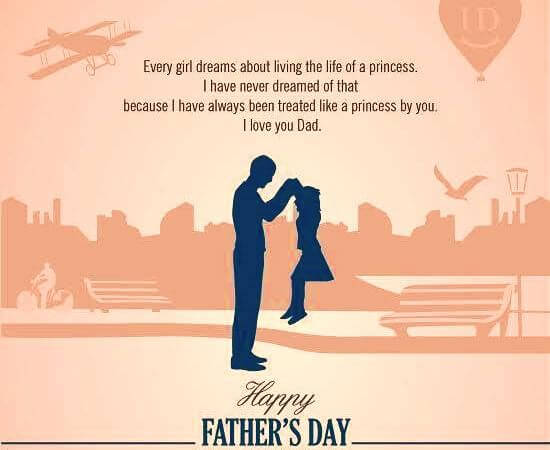 Every girl dreams about living the life of a princess.
I have never dreamed of that
because I have always been treated like a princess by you.
I love you Dad.
Happy
FATHER'S DAY